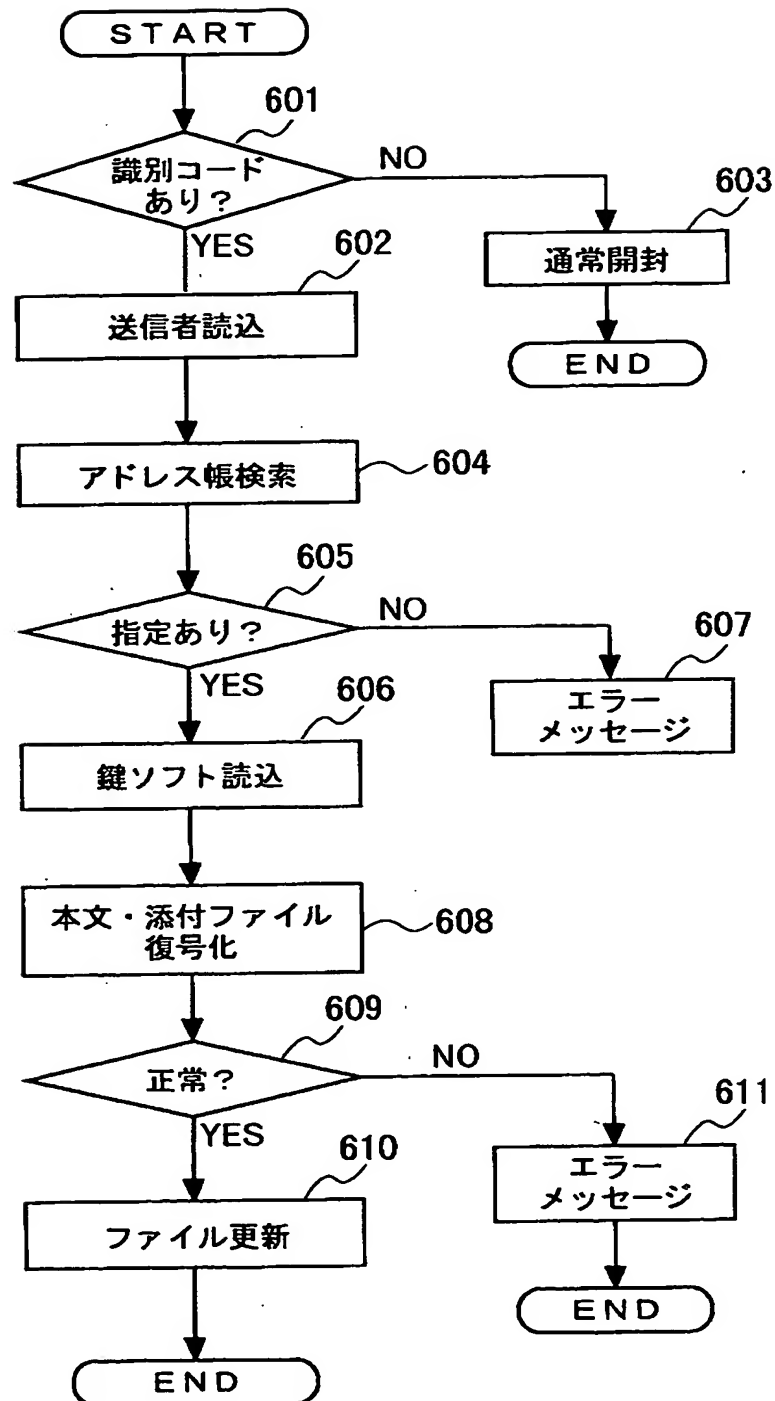 START
601
識別コード
あり？
NO
YES
602
603
通常開封
送信者読込
END
アドレス帳検索
604
605
指定あり？
NO
YES
606
607
エラー
メッセージ
鍵ソフト読込
本文・添付ファイル
復号化
608
609
正常？
NO
YES
610
611
エラー
メッセージ
ファイル更新
END
END